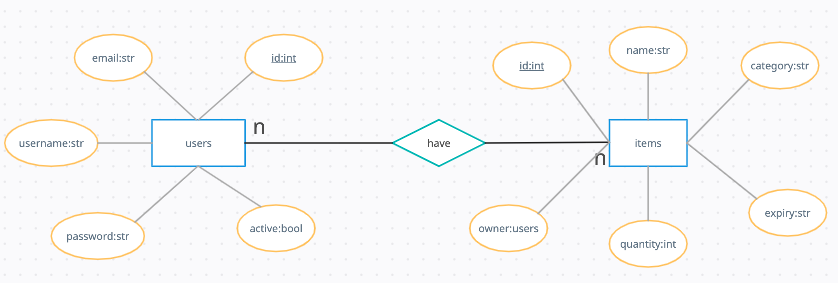 email:str
id:int
username:str
users
n
password:str
active:bool
have
id:int
name:str
category:str
items
n
owner:users
quantity:int
expiry:str